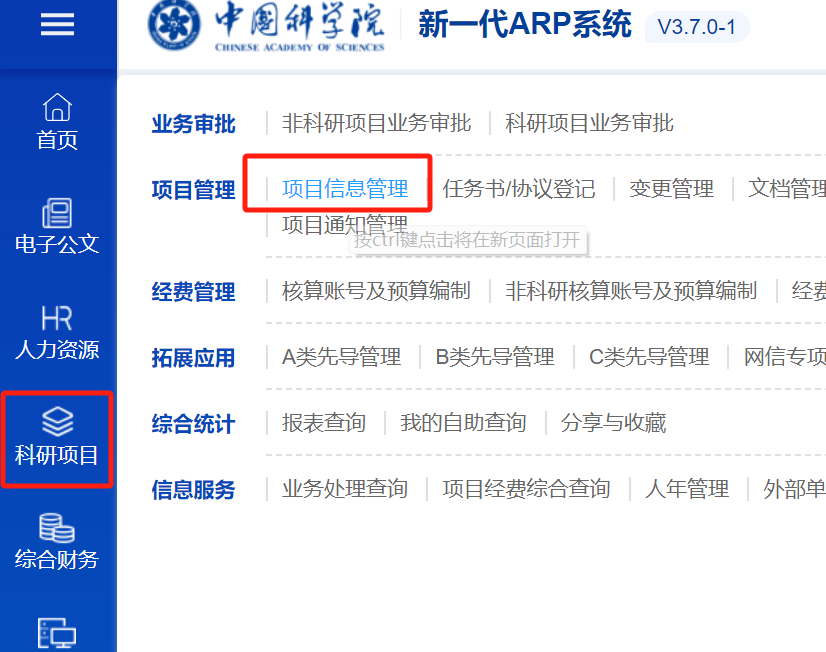 中国科学院
CHINESE ACADEMY OF SCIENCES
新一代ARP系统
V3.7.0-1
首页
电子公文
HR
人力资源
科研项目
综合财务
业务审批 非科研项目业务审批 科研项目业务审批
项目管理 项目信息管理 任务书/协议登记 变更管理 文档管理
项目通知管理
按ctrl键点击将在新页面打开
经费管理 核算账号及预算编制 非科研核算账号及预算编制 经费
拓展应用 A类先导管理 B类先导管理 C类先导管理 网信专项
综合统计 报表查询 我的自助查询 分享与收藏
信息服务 业务处理查询 项目经费综合查询 人年管理 外部单